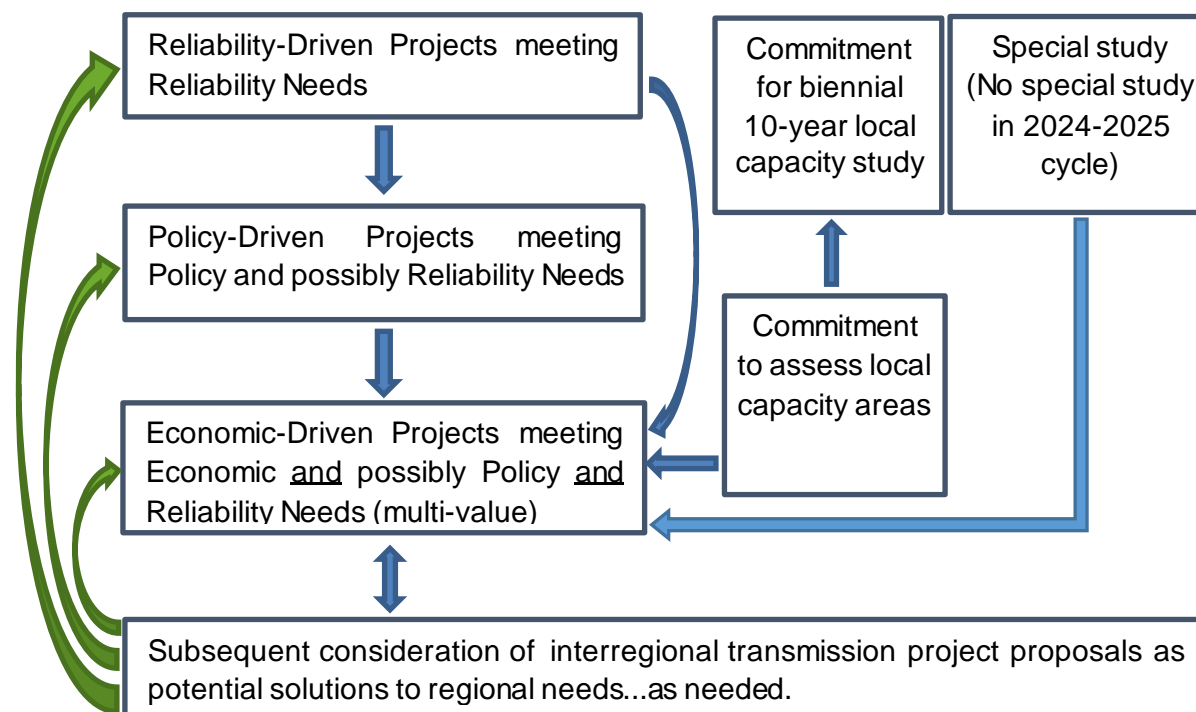 Reliability-Driven Projects meeting
Reliability Needs
Commitment
for biennial
10-year local
capacity study
Special study
(No special study
in 2024-2025
cycle)
Policy-Driven Projects meeting
Policy and possibly Reliability Needs
Commitment
to assess local
capacity areas
Economic-Driven Projects meeting
Economic and possibly Policy and
Reliability Needs (multi-value)
Subsequent consideration of interregional transmission project proposals as
potential solutions to regional needs...as needed.